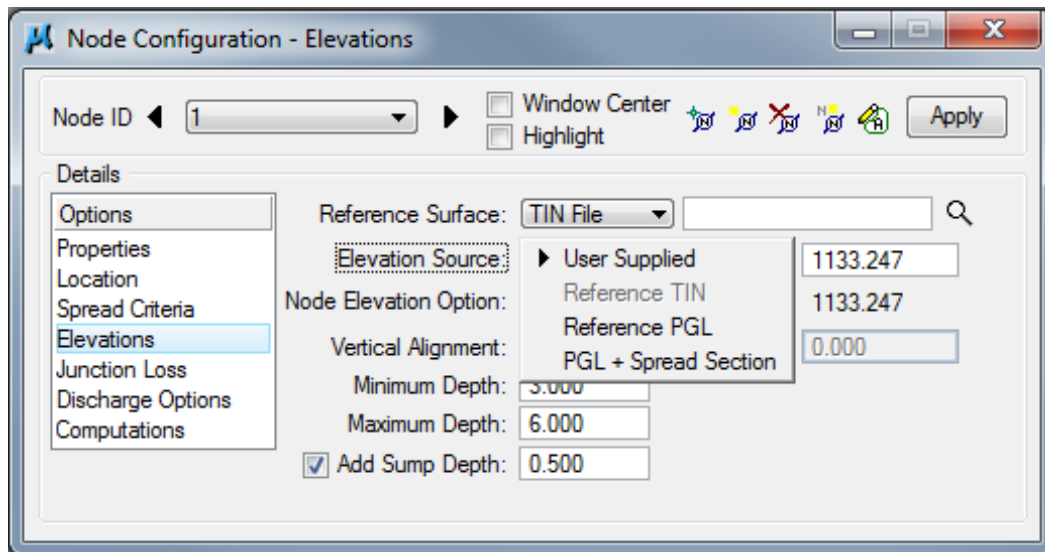 Node Configuration - Elevations
Node ID 1 Window Center Apply
Highlight
Details
Options
Properties
Location
Spread Criteria
Elevations
Junction Loss
Discharge Options
Computations
Reference Surface: TIN File
Elevation Source: User Supplied 1133.247
Reference TIN
Node Elevation Option: 1133.247
Reference PGL
Vertical Alignment: 0.000
PGL + Spread Section
Minimum Depth: 3.000
Maximum Depth: 6.000
Add Sump Depth: 0.500